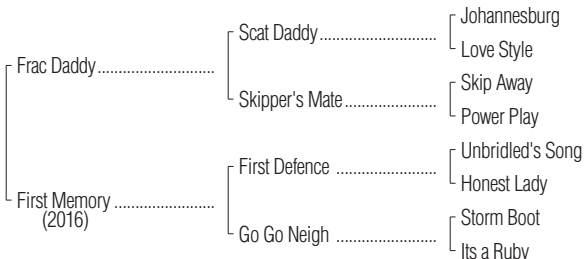 Johannesburg
Scat Daddy
Love Style
Frac Daddy
Skip Away
Skipper's Mate
Power Play
Unbridled's Song
First Defence
Honest Lady
First Memory
(2016)
Storm Boot
Go Go Neigh
Its a Ruby